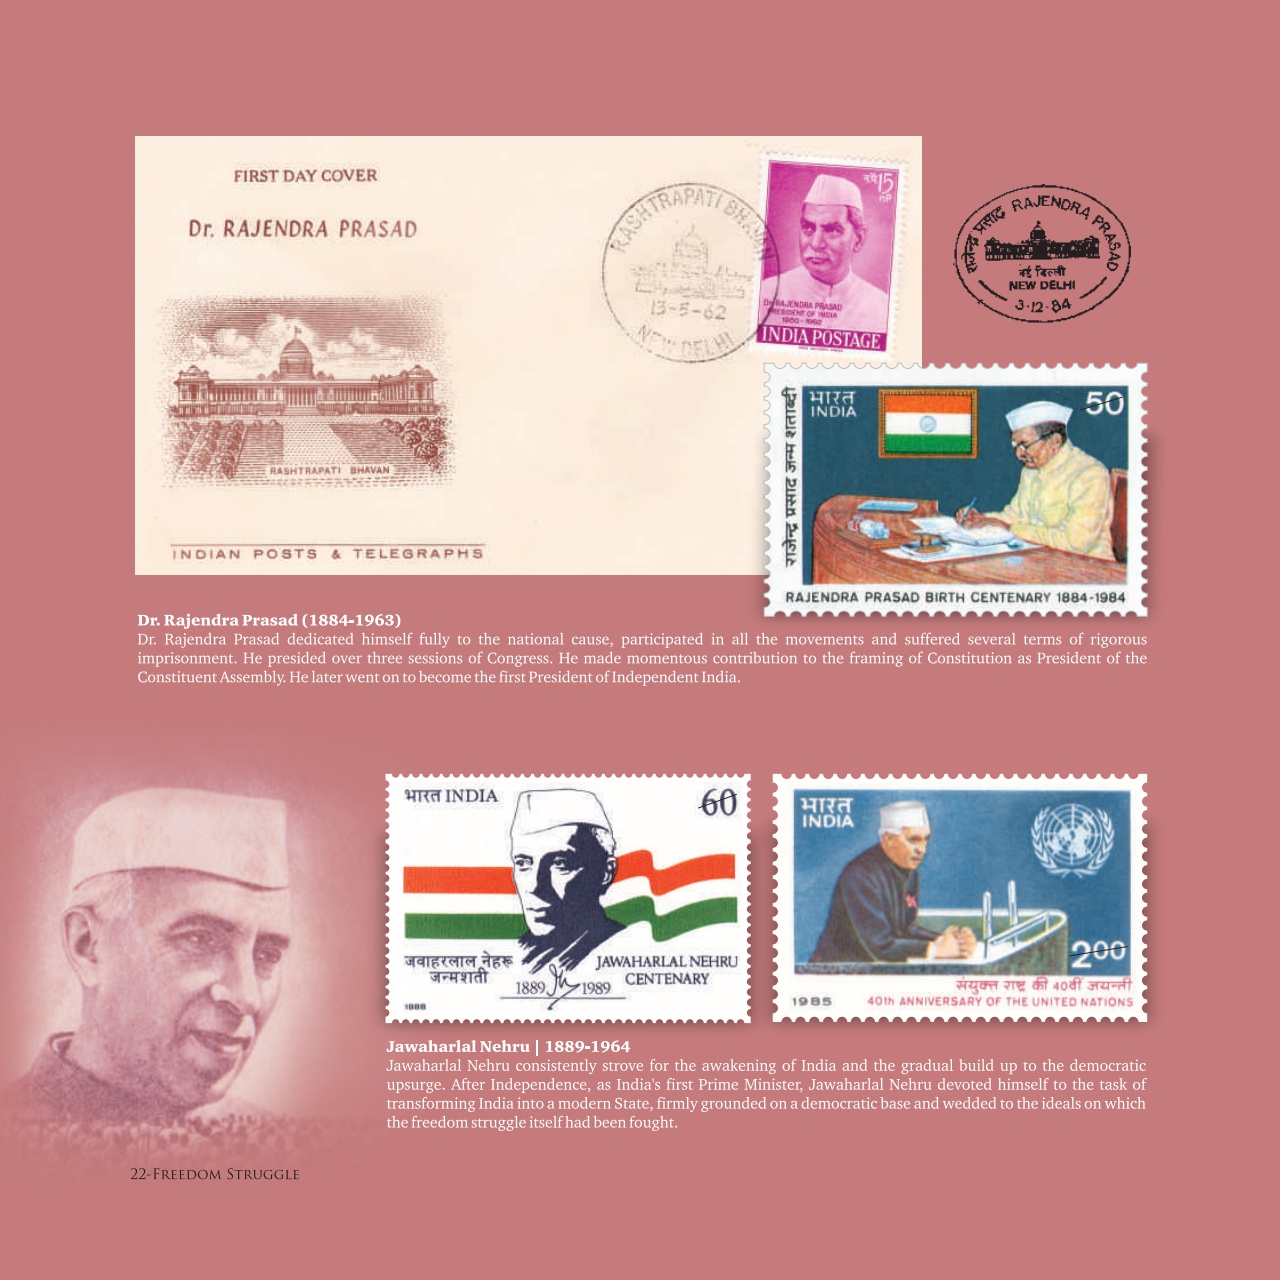 FIRST DAY COVER
Dr. RAJENDRA PRASAD
RASHTRAPATI BHAVAN
13-5-62
NEW DELHI
नपै 15
nP
Dr. RAJENDRA PRASAD
PRESIDENT OF INDIA
1950-1962
INDIA POSTAGE
राजेन्द्र प्रसाद RAJENDRA PRASAD
नई दिल्ली
NEW DELHI
3·12·84
RASHTRAPATI BHAVAN
INDIAN POSTS & TELEGRAPHS
भारत
INDIA
50
राजेन्द्र प्रसाद जन्म शताब्दी
RAJENDRA PRASAD BIRTH CENTENARY 1884-1984
Dr. Rajendra Prasad (1884-1963)
Dr. Rajendra Prasad dedicated himself fully to the national cause, participated in all the movements and suffered several terms of rigorous
imprisonment. He presided over three sessions of Congress. He made momentous contribution to the framing of Constitution as President of the
Constituent Assembly. He later went on to become the first President of Independent India.
भारत INDIA
60
जवाहरलाल नेहरू
जन्मशती
JAWAHARLAL NEHRU
CENTENARY
1889 1989
भारत
INDIA
200
संयुक्त राष्ट्र की 40वीं जयन्ती
1985
40th ANNIVERSARY OF THE UNITED NATIONS
Jawaharlal Nehru | 1889-1964
Jawaharlal Nehru consistently strove for the awakening of India and the gradual build up to the democratic
upsurge. After Independence, as India's first Prime Minister, Jawaharlal Nehru devoted himself to the task of
transforming India into a modern State, firmly grounded on a democratic base and wedded to the ideals on which
the freedom struggle itself had been fought.
22-Freedom Struggle